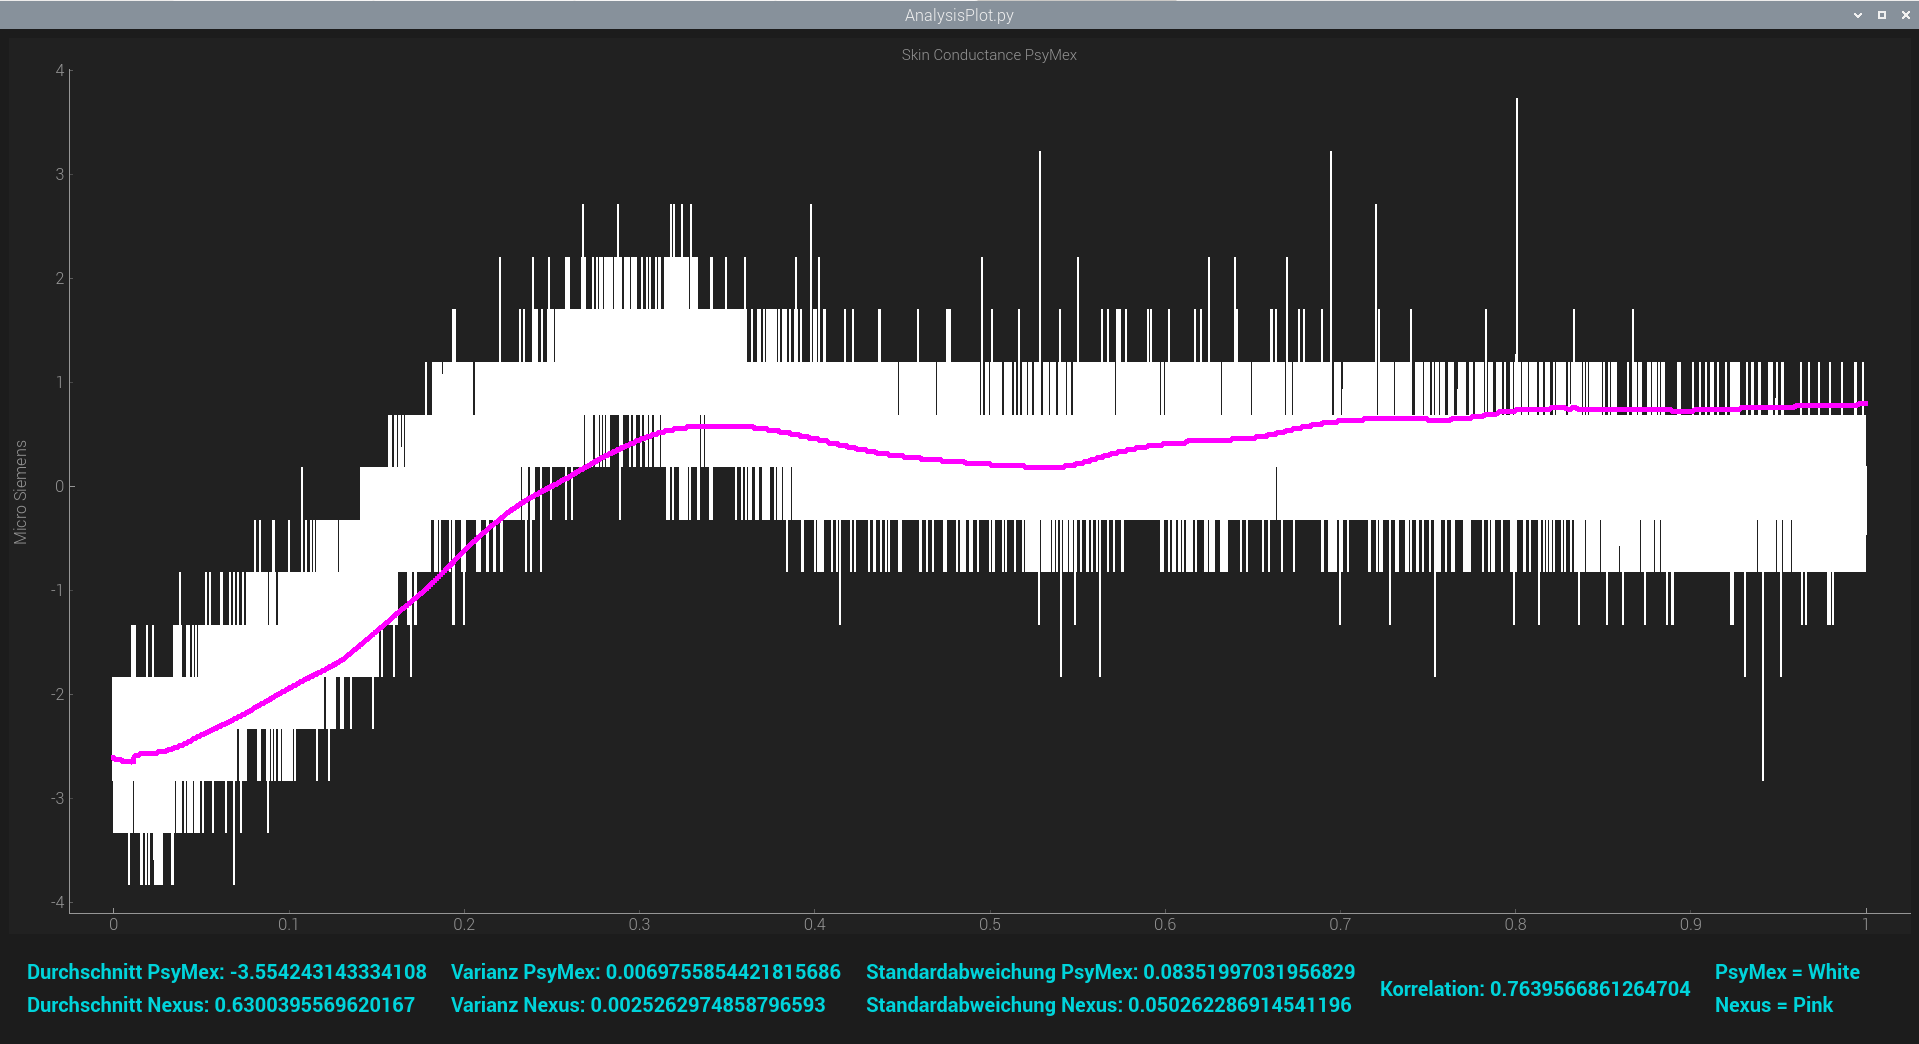 AnalysisPlot.py
Skin Conductance PsyMex
4
3
2
1
0
-1
-2
-3
-4
Micro Siemens
0 0.1 0.2 0.3 0.4 0.5 0.6 0.7 0.8 0.9 1
Durchschnitt PsyMex: -3.554243143334108 Varianz PsyMex: 0.0069755854421815686 Standardabweichung PsyMex: 0.08351997031956829 PsyMex = White
Korrelation: 0.7639566861264704
Durchschnitt Nexus: 0.6300395569620167 Varianz Nexus: 0.0025262974858796593 Standardabweichung Nexus: 0.050262286914541196 Nexus = Pink